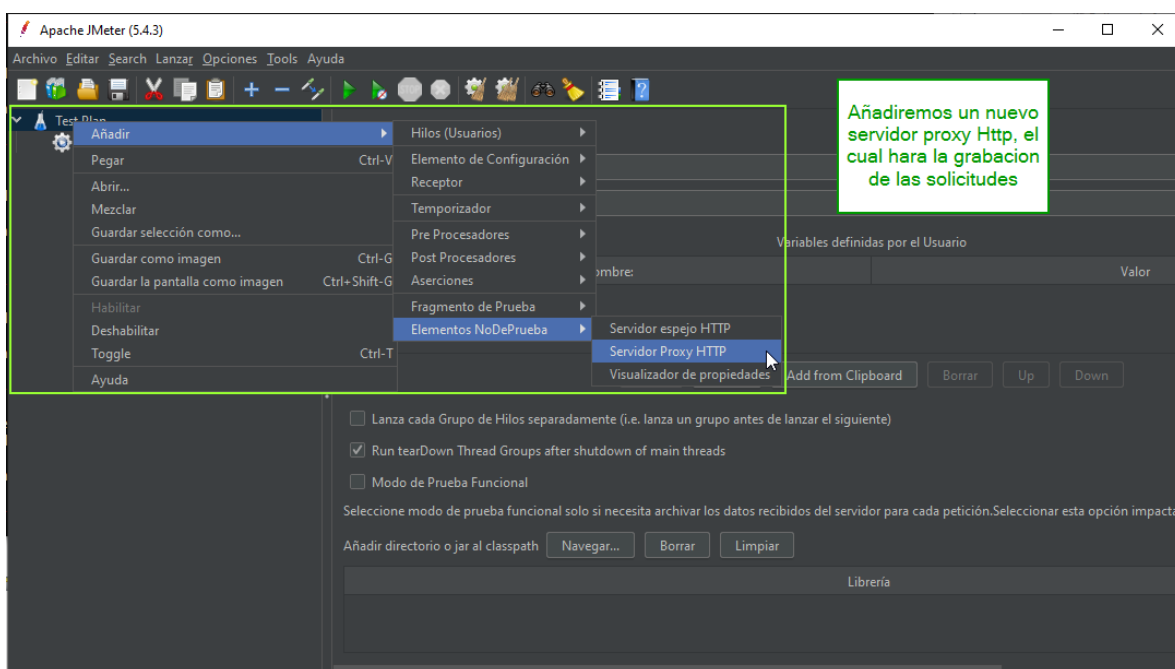 Apache JMeter (5.4.3)
Archivo Editar Search Lanzar Opciones Tools Ayuda
Test Plan
Añadir
Pegar Ctrl-V
Abrir...
Mezclar
Guardar selección como...
Guardar como imagen Ctrl-G
Guardar la pantalla como imagen Ctrl+Shift-G
Habilitar
Deshabilitar
Toggle Ctrl-T
Ayuda
Hilos (Usuarios)
Elemento de Configuración
Receptor
Temporizador
Pre Procesadores
Post Procesadores
Aserciones
Fragmento de Prueba
Elementos NoDePrueba
Servidor espejo HTTP
Servidor Proxy HTTP
Visualizador de propiedades
Añadiremos un nuevo
servidor proxy Http, el
cual hara la grabacion
de las solicitudes
Variables definidas por el Usuario
ombre: Valor
Add from Clipboard Borrar Up Down
Lanza cada Grupo de Hilos separadamente (i.e. lanza un grupo antes de lanzar el siguiente)
Run tearDown Thread Groups after shutdown of main threads
Modo de Prueba Funcional
Seleccione modo de prueba funcional solo si necesita archivar los datos recibidos del servidor para cada petición.Seleccionar esta opción impacta
Añadir directorio o jar al classpath Navegar... Borrar Limpiar
Librería